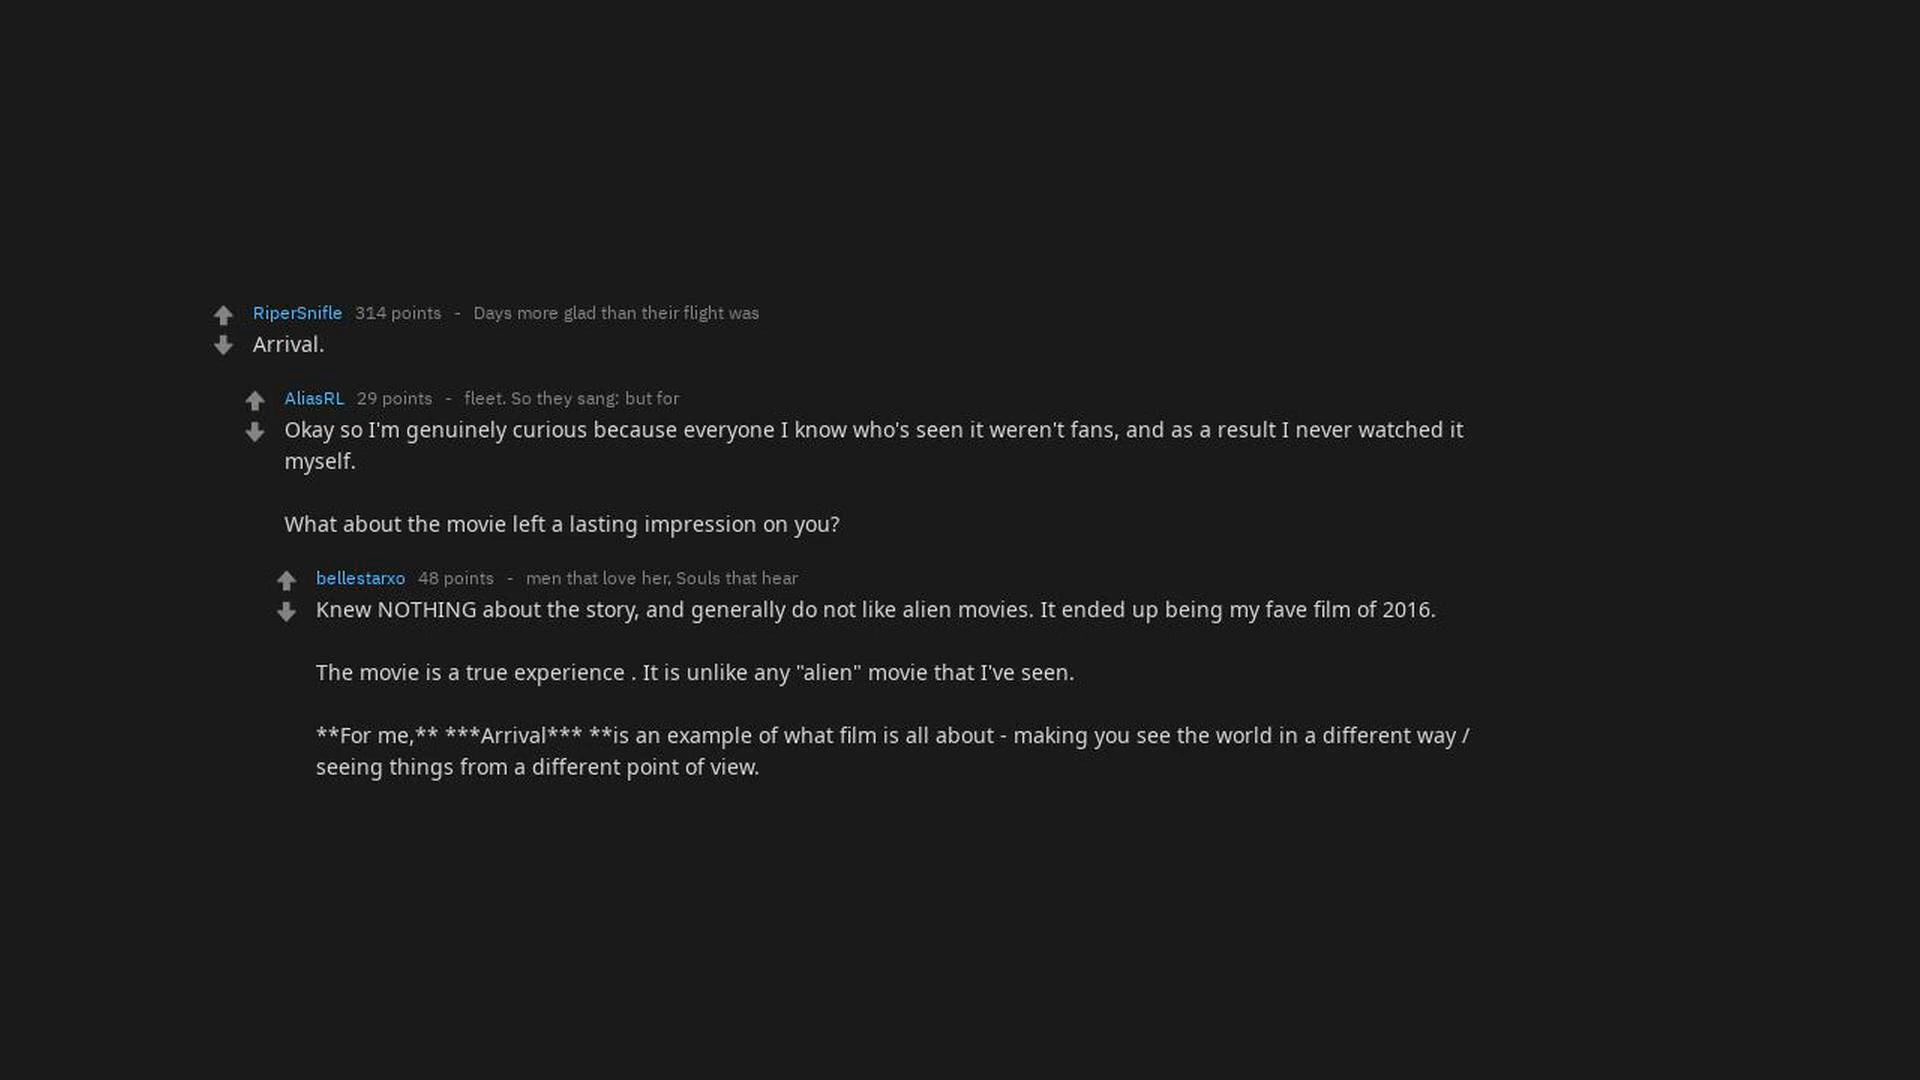 RiperSnifle 314 points - Days more glad than their flight was
Arrival.
AliasRL 29 points - fleet. So they sang: but for
Okay so I'm genuinely curious because everyone I know who's seen it weren't fans, and as a result I never watched it
myself.
What about the movie left a lasting impression on you?
bellestarxo 48 points - men that love her, Souls that hear
Knew NOTHING about the story, and generally do not like alien movies. It ended up being my fave film of 2016.
The movie is a true experience . It is unlike any "alien" movie that I've seen.
**For me,** ***Arrival*** **is an example of what film is all about - making you see the world in a different way /
seeing things from a different point of view.